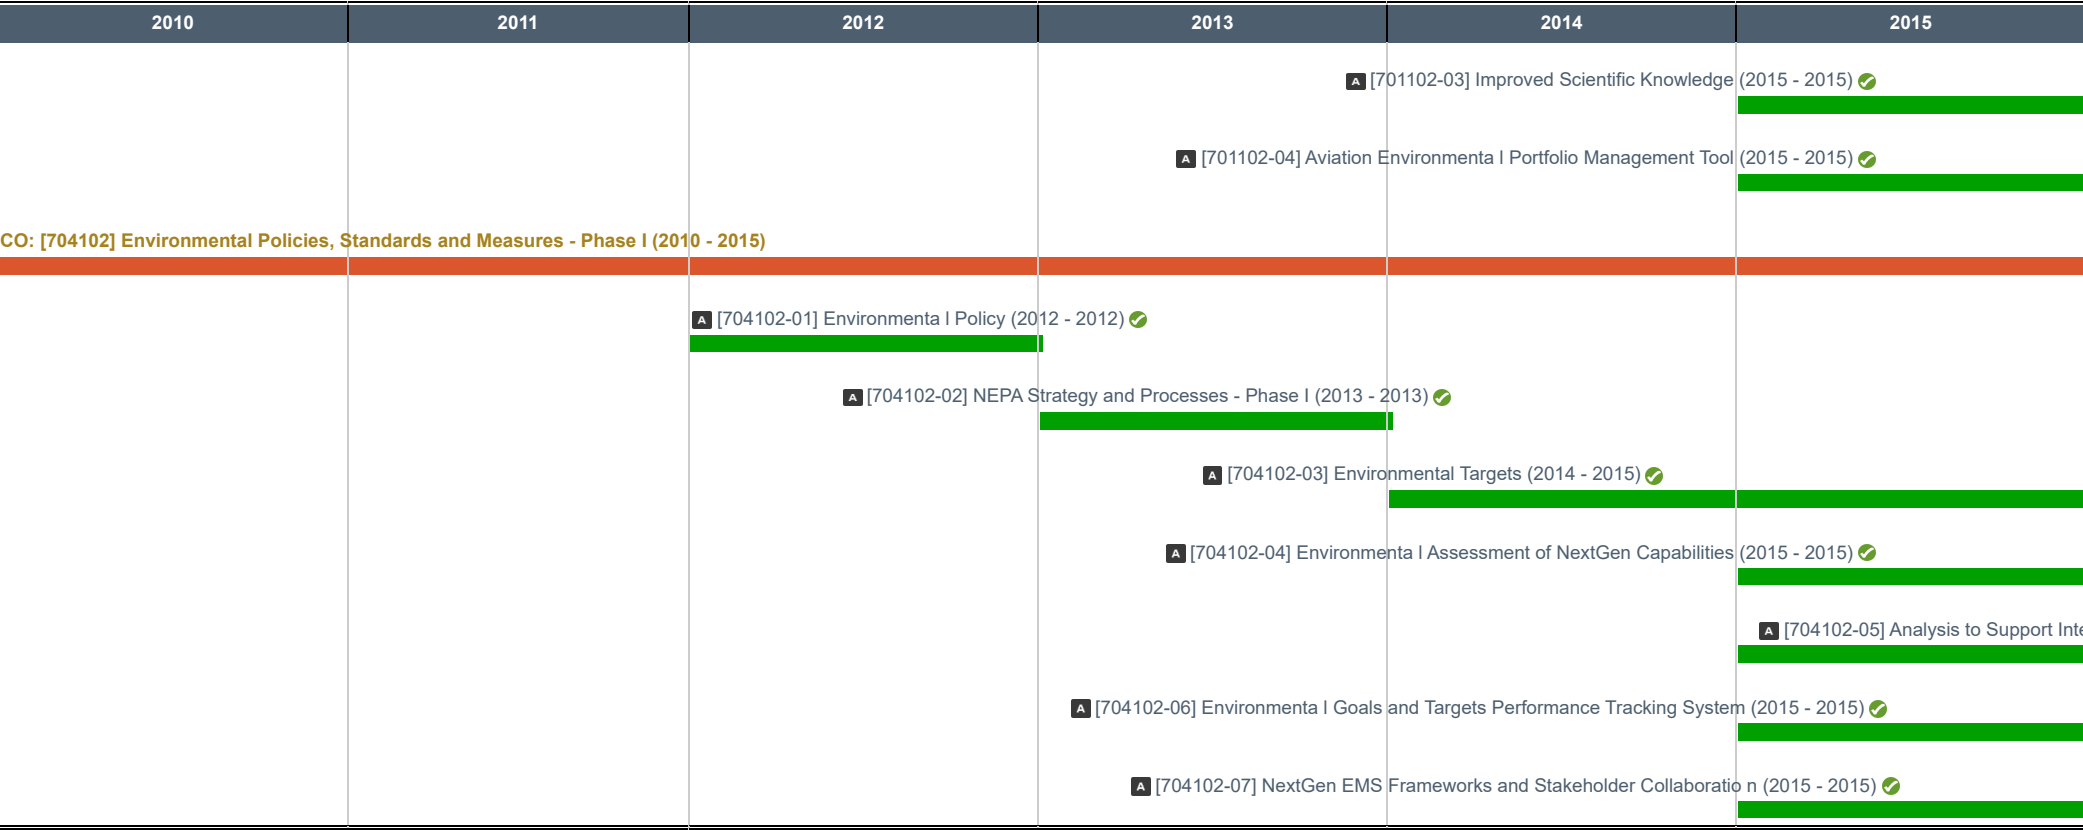 2010 2011 2012 2013 2014 2015
A [701102-03] Improved Scientific Knowledge (2015 - 2015)
A [701102-04] Aviation Environmenta l Portfolio Management Tool (2015 - 2015)
CO: [704102] Environmental Policies, Standards and Measures - Phase I (2010 - 2015)
A [704102-01] Environmenta l Policy (2012 - 2012)
A [704102-02] NEPA Strategy and Processes - Phase I (2013 - 2013)
A [704102-03] Environmental Targets (2014 - 2015)
A [704102-04] Environmenta l Assessment of NextGen Capabilities (2015 - 2015)
A [704102-05] Analysis to Support Inte
A [704102-06] Environmenta l Goals and Targets Performance Tracking System (2015 - 2015)
A [704102-07] NextGen EMS Frameworks and Stakeholder Collaboratio n (2015 - 2015)